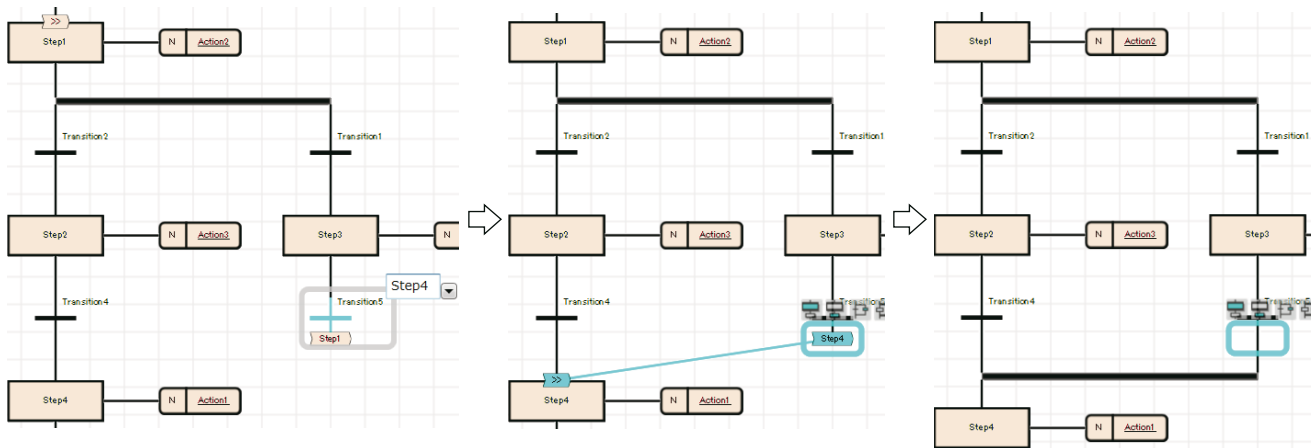 >>
Step1
N
Action2
Transition2
Transition1
Step2
N
Action3
Step3
N
Step4
Transition4
Transition5
Step1
Step4
N
Action1
Step1
N
Action2
Transition2
Transition1
Step2
N
Action3
Step3
Transition4
Step4
>>
Step4
N
Action1
Step1
N
Action2
Transition2
Transition1
Step2
N
Action3
Step3
Transition4
Step4
N
Action1